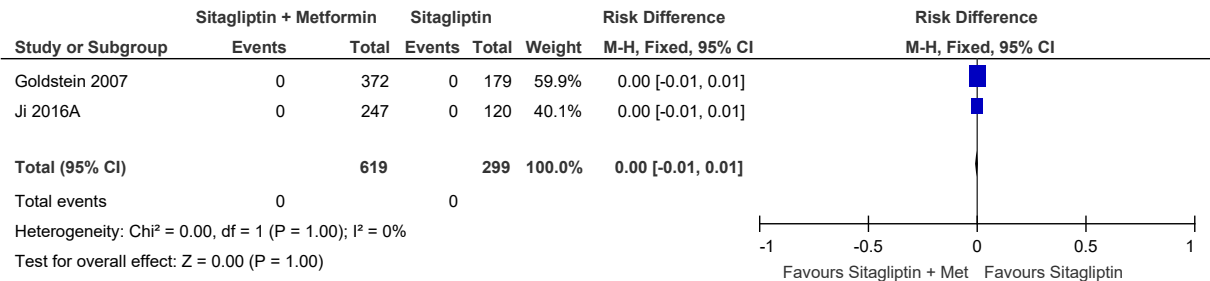 Sitagliptin + Metformin Sitagliptin Risk Difference Risk Difference
Study or Subgroup Events Total Events Total Weight M-H, Fixed, 95% CI M-H, Fixed, 95% CI
Goldstein 2007 0 372 0 179 59.9% 0.00 [-0.01, 0.01]
Ji 2016A 0 247 0 120 40.1% 0.00 [-0.01, 0.01]
Total (95% CI) 619 299 100.0% 0.00 [-0.01, 0.01]
Total events 0 0
Heterogeneity: Chi² = 0.00, df = 1 (P = 1.00); I² = 0%
Test for overall effect: Z = 0.00 (P = 1.00)
-1 -0.5 0 0.5 1
Favours Sitagliptin + Met Favours Sitagliptin